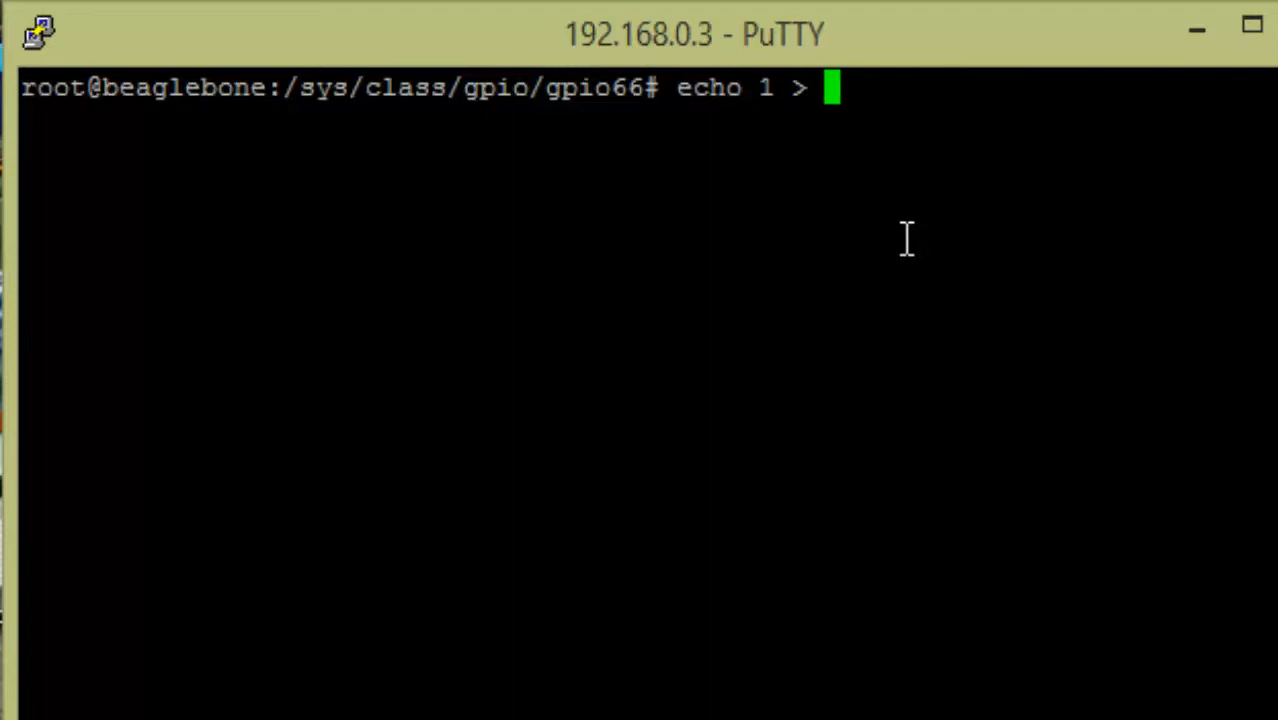 192.168.0.3 - PuTTY
root@beaglebone:/sys/class/gpio/gpio66# echo 1 >